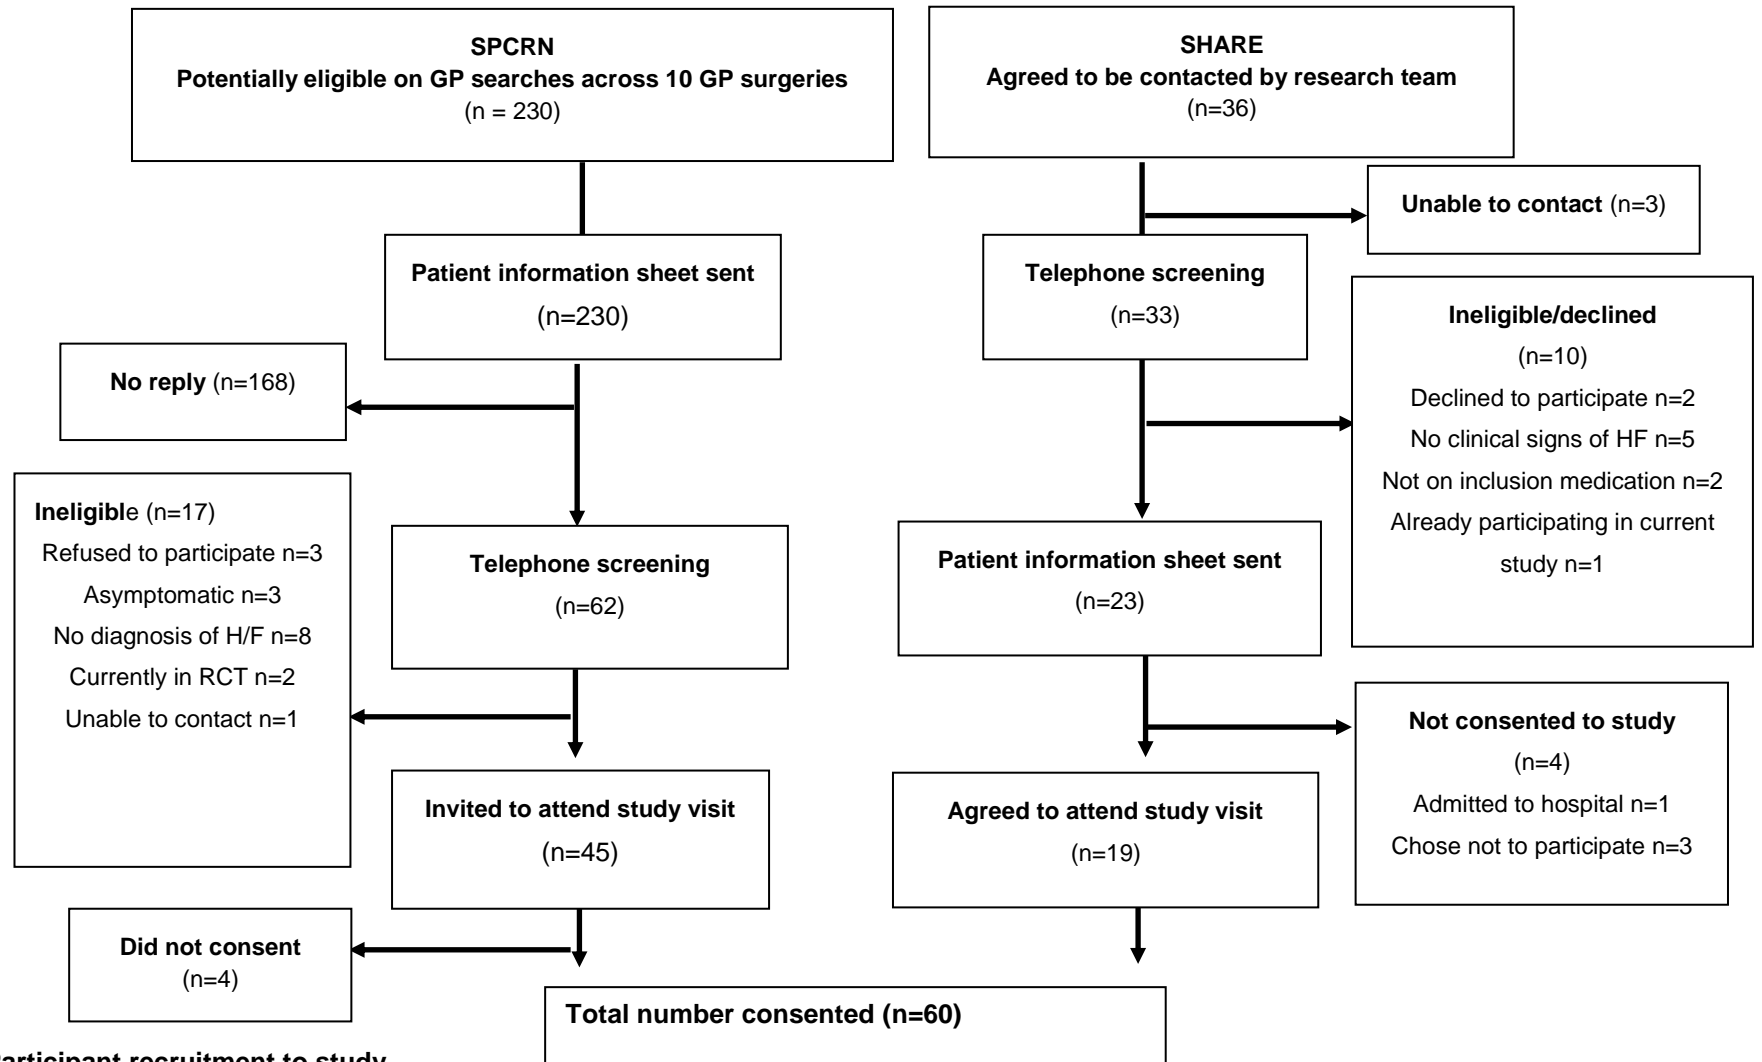 SPCRN
Potentially eligible on GP searches across 10 GP surgeries
(n = 230)
SHARE
Agreed to be contacted by research team
(n=36)
Unable to contact (n=3)
Patient information sheet sent
(n=230)
Telephone screening
(n=33)
Ineligible/declined
(n=10)
Declined to participate n=2
No clinical signs of HF n=5
Not on inclusion medication n=2
Already participating in current
study n=1
No reply (n=168)
Ineligible (n=17)
Refused to participate n=3
Asymptomatic n=3
No diagnosis of H/F n=8
Currently in RCT n=2
Unable to contact n=1
Telephone screening
(n=62)
Patient information sheet sent
(n=23)
Not consented to study
(n=4)
Admitted to hospital n=1
Chose not to participate n=3
Invited to attend study visit
(n=45)
Agreed to attend study visit
(n=19)
Did not consent
(n=4)
Total number consented (n=60)
Participant recruitment to study